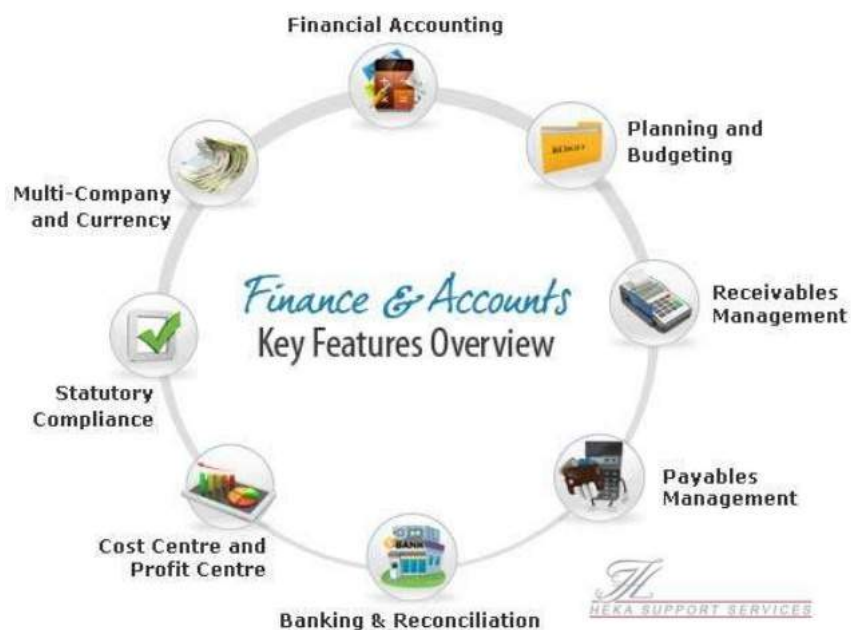 Financial Accounting
Planning and
Budgeting
Multi-Company
and Currency
Finance & Accounts
Key Features Overview
Receivables
Management
Statutory
Compliance
Payables
Management
Cost Centre and
Profit Centre
BANK
Banking & Reconciliation
HEKA SUPPORT SERVICES